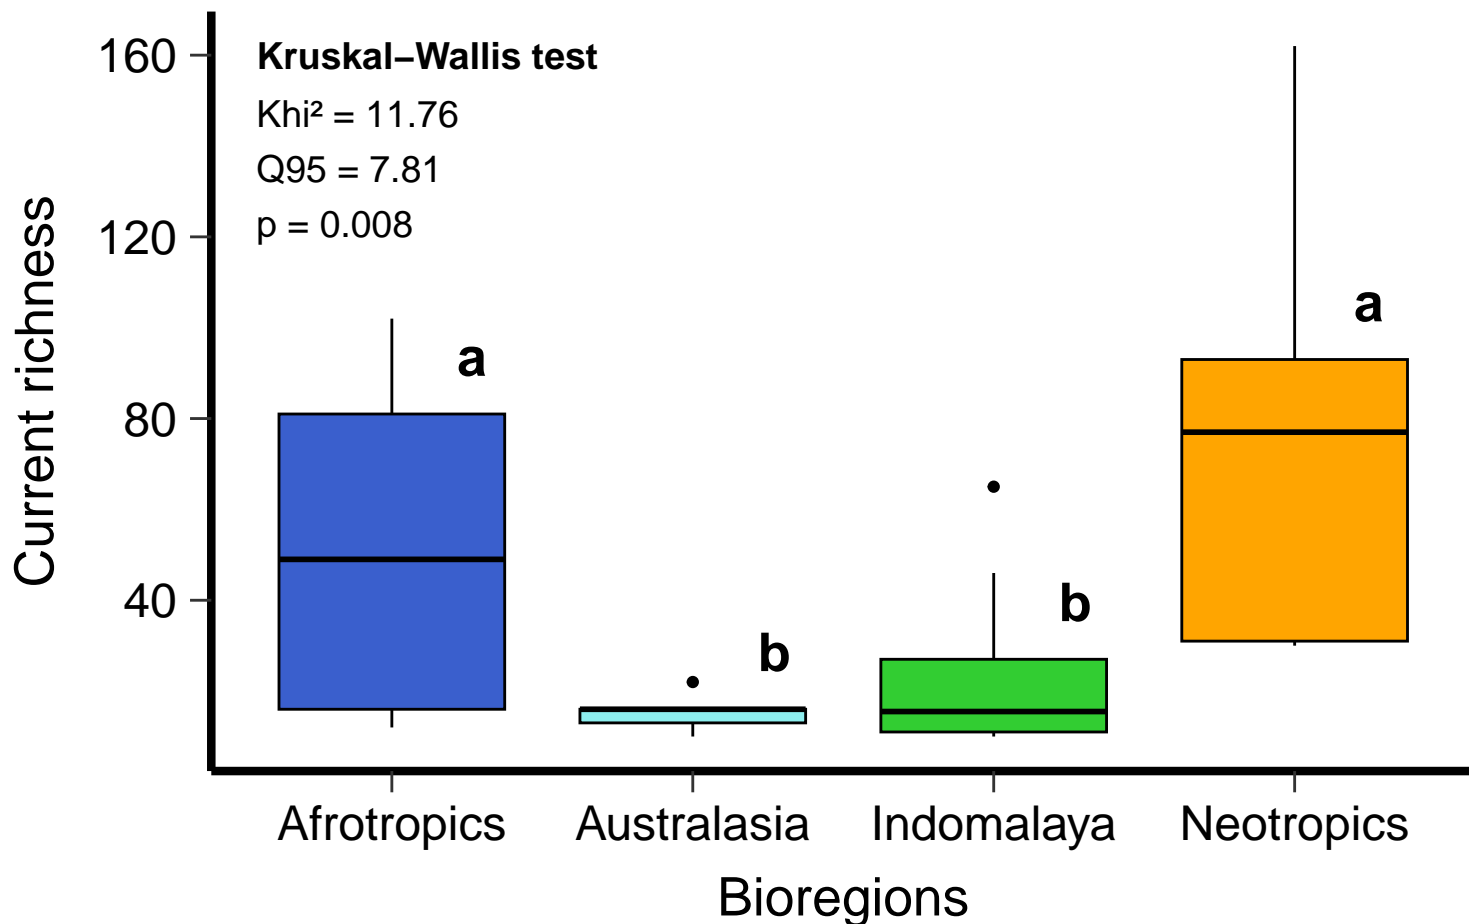 Kruskal–Wallis test
Khi² = 11.76
Q95 = 7.81
p = 0.008
Current richness
160
120
80
40
a
b
b
a
Afrotropics
Australasia
Indomalaya
Neotropics
Bioregions